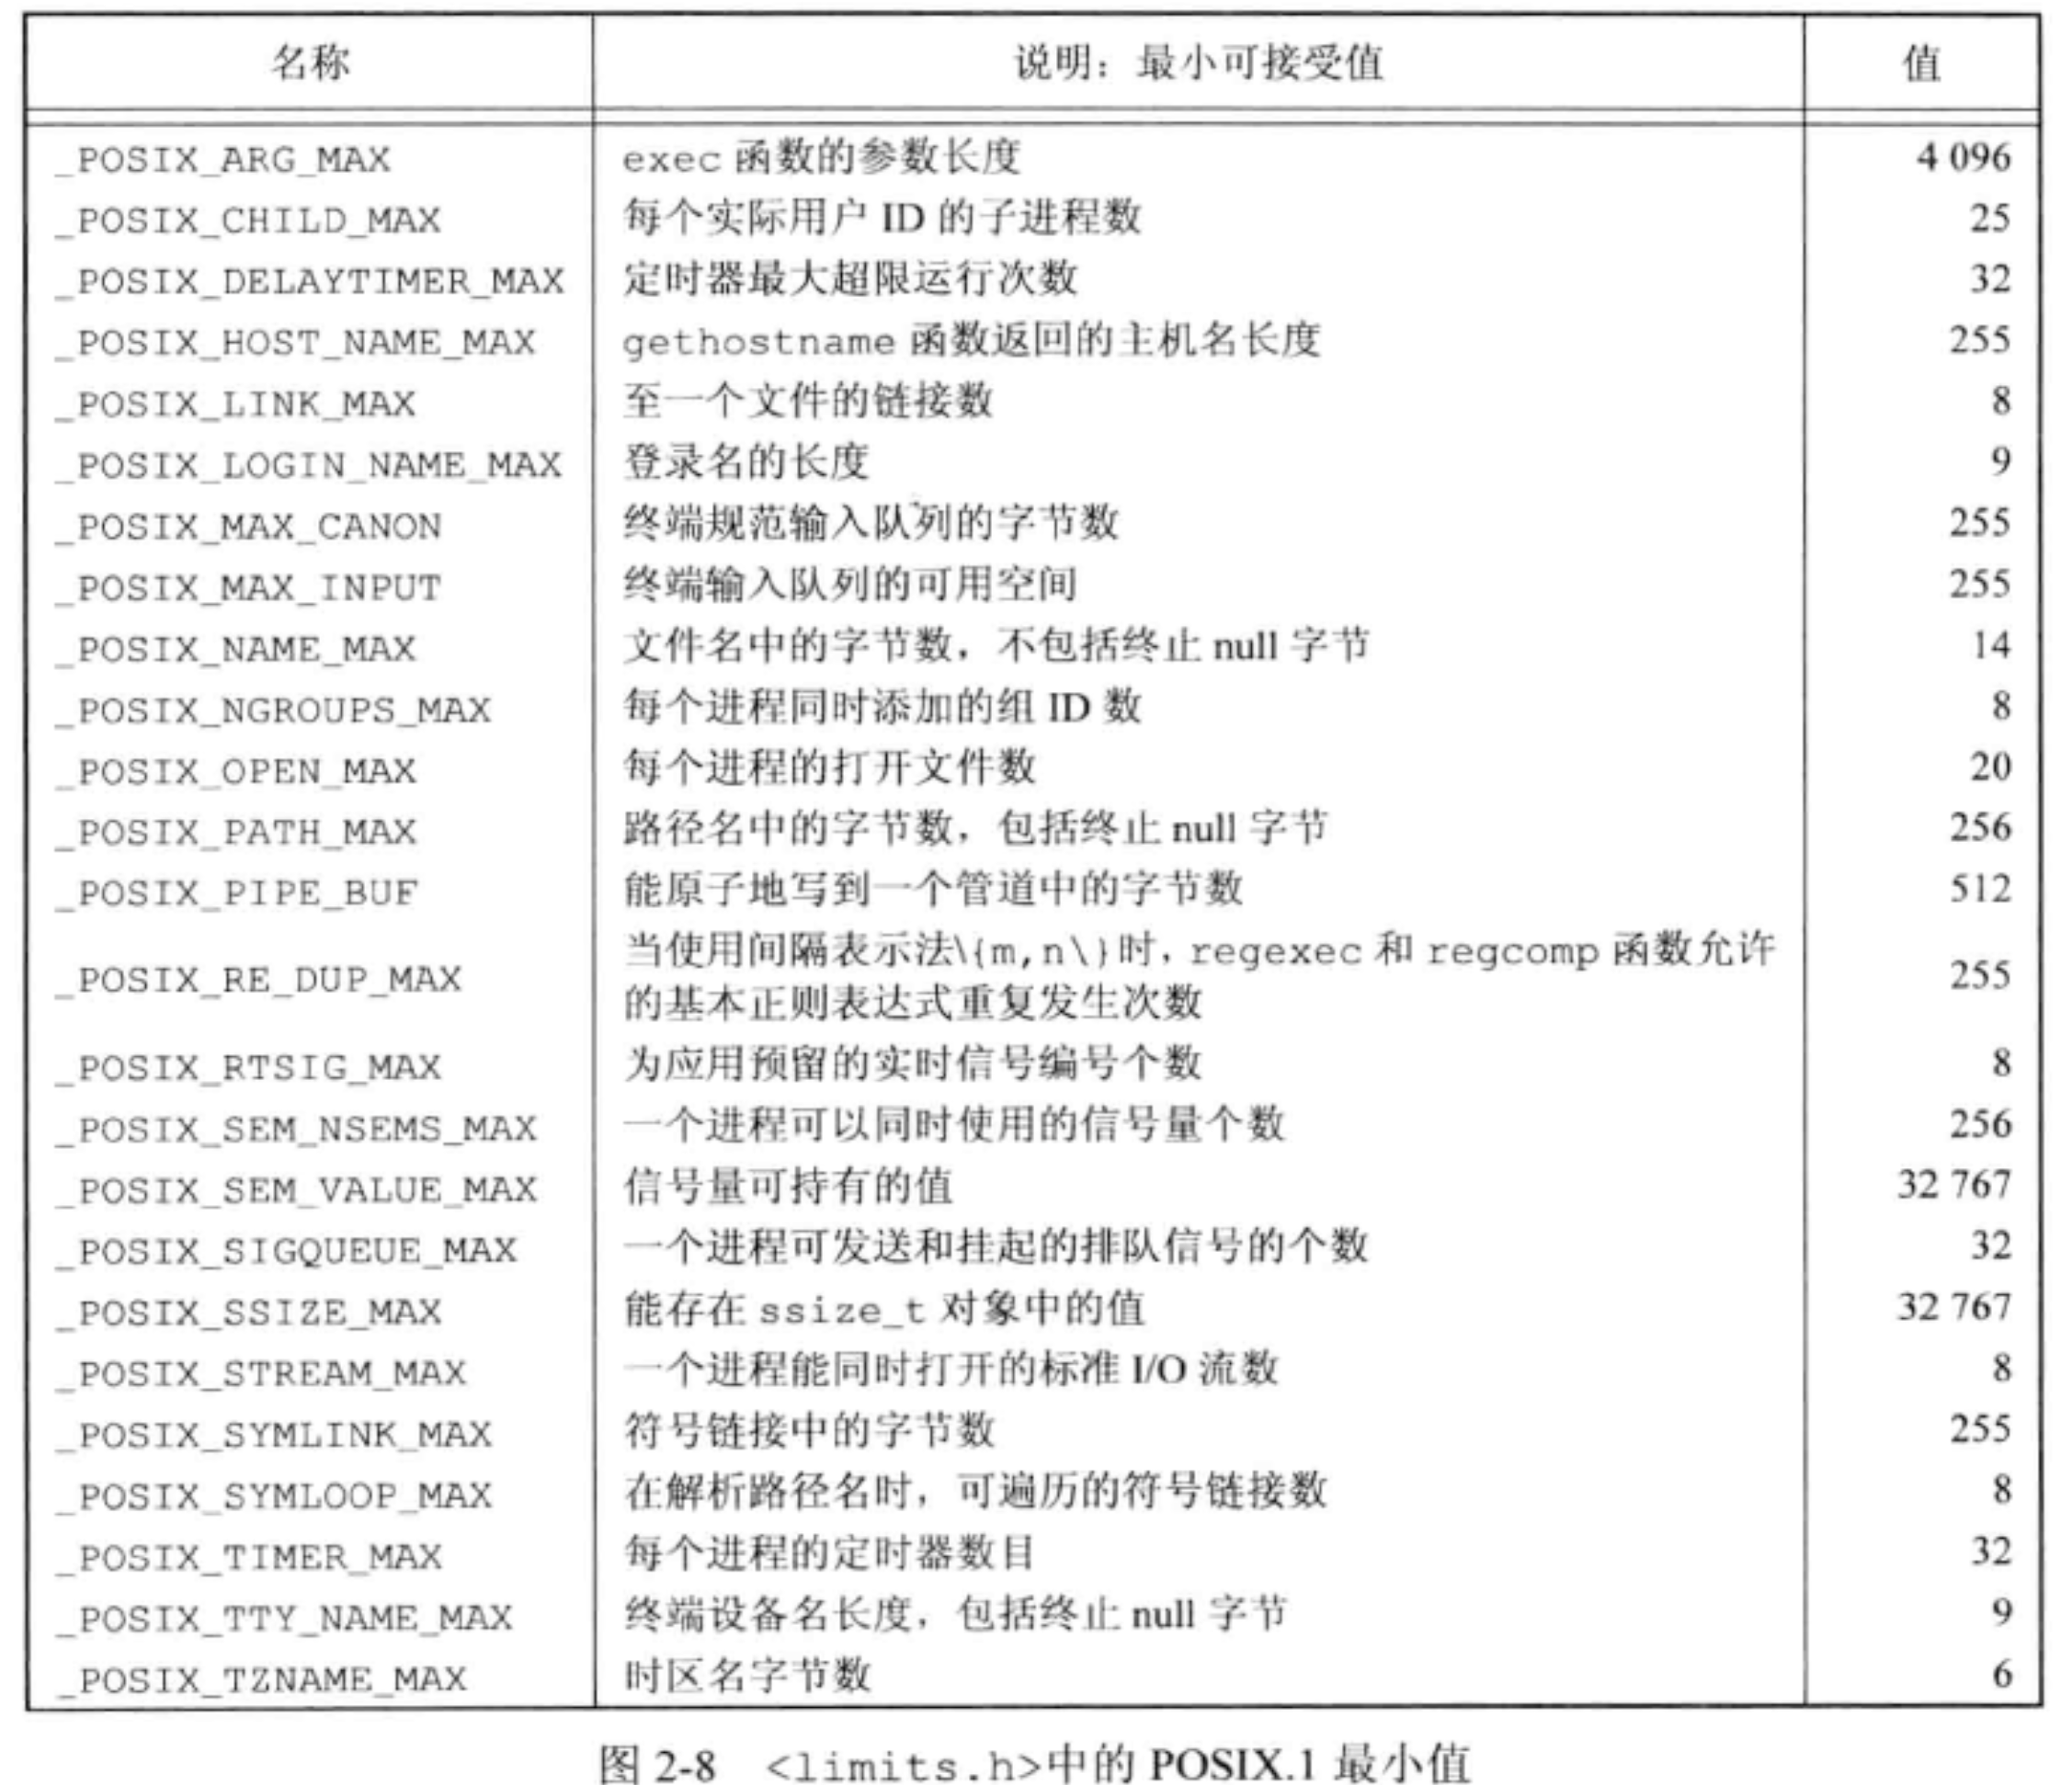 名称 说明：最小可接受值 值
_POSIX_ARG_MAX exec 函数的参数长度 4 096
_POSIX_CHILD_MAX 每个实际用户 ID 的子进程数 25
_POSIX_DELAYTIMER_MAX 定时器最大超限运行次数 32
_POSIX_HOST_NAME_MAX gethostname 函数返回的主机名长度 255
_POSIX_LINK_MAX 至一个文件的链接数 8
_POSIX_LOGIN_NAME_MAX 登录名的长度 9
_POSIX_MAX_CANON 终端规范输入队列的字节数 255
_POSIX_MAX_INPUT 终端输入队列的可用空间 255
_POSIX_NAME_MAX 文件名中的字节数，不包括终止 null 字节 14
_POSIX_NGROUPS_MAX 每个进程同时添加的组 ID 数 8
_POSIX_OPEN_MAX 每个进程的打开文件数 20
_POSIX_PATH_MAX 路径名中的字节数，包括终止 null 字节 256
_POSIX_PIPE_BUF 能原子地写到一个管道中的字节数 512
_POSIX_RE_DUP_MAX 当使用间隔表示法\{m,n\}时，regexec 和 regcomp 函数允许
的基本正则表达式重复发生次数 255
_POSIX_RTSIG_MAX 为应用预留的实时信号编号个数 8
_POSIX_SEM_NSEMS_MAX 一个进程可以同时使用的信号量个数 256
_POSIX_SEM_VALUE_MAX 信号量可持有的值 32 767
_POSIX_SIGQUEUE_MAX 一个进程可发送和挂起的排队信号的个数 32
_POSIX_SSIZE_MAX 能存在 ssize_t 对象中的值 32 767
_POSIX_STREAM_MAX 一个进程能同时打开的标准 I/O 流数 8
_POSIX_SYMLINK_MAX 符号链接中的字节数 255
_POSIX_SYMLOOP_MAX 在解析路径名时，可遍历的符号链接数 8
_POSIX_TIMER_MAX 每个进程的定时器数目 32
_POSIX_TTY_NAME_MAX 终端设备名长度，包括终止 null 字节 9
_POSIX_TZNAME_MAX 时区名字节数 6
图 2-8 <limits.h>中的 POSIX.1 最小值